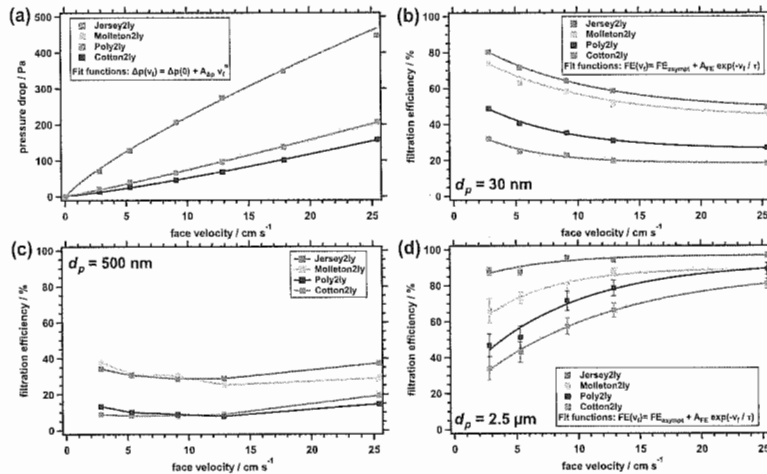 (a)
500
400
300
200
100
0
pressure drop / Pa
Jersey2ly
Molleton2ly
Poly2ly
Cotton2ly
Fit functions: Δp(vf) = Δp(0) + AΔp vf^n
0 5 10 15 20 25
face velocity / cm s-1
(b)
100
80
60
40
20
0
filtration efficiency / %
Jersey2ly
Molleton2ly
Poly2ly
Cotton2ly
Fit functions: FE(vf)= FEasympt + AFE exp(-vf / τ)
dp = 30 nm
0 5 10 15 20 25
face velocity / cm s-1
(c)
100
80
60
40
20
0
filtration efficiency / %
dp = 500 nm
Jersey2ly
Molleton2ly
Poly2ly
Cotton2ly
0 5 10 15 20 25
face velocity / cm s-1
(d)
100
80
60
40
20
0
filtration efficiency / %
Jersey2ly
Molleton2ly
Poly2ly
Cotton2ly
Fit functions: FE(vf)= FEasympt + AFE exp(-vf / τ)
dp = 2.5 µm
0 5 10 15 20 25
face velocity / cm s-1